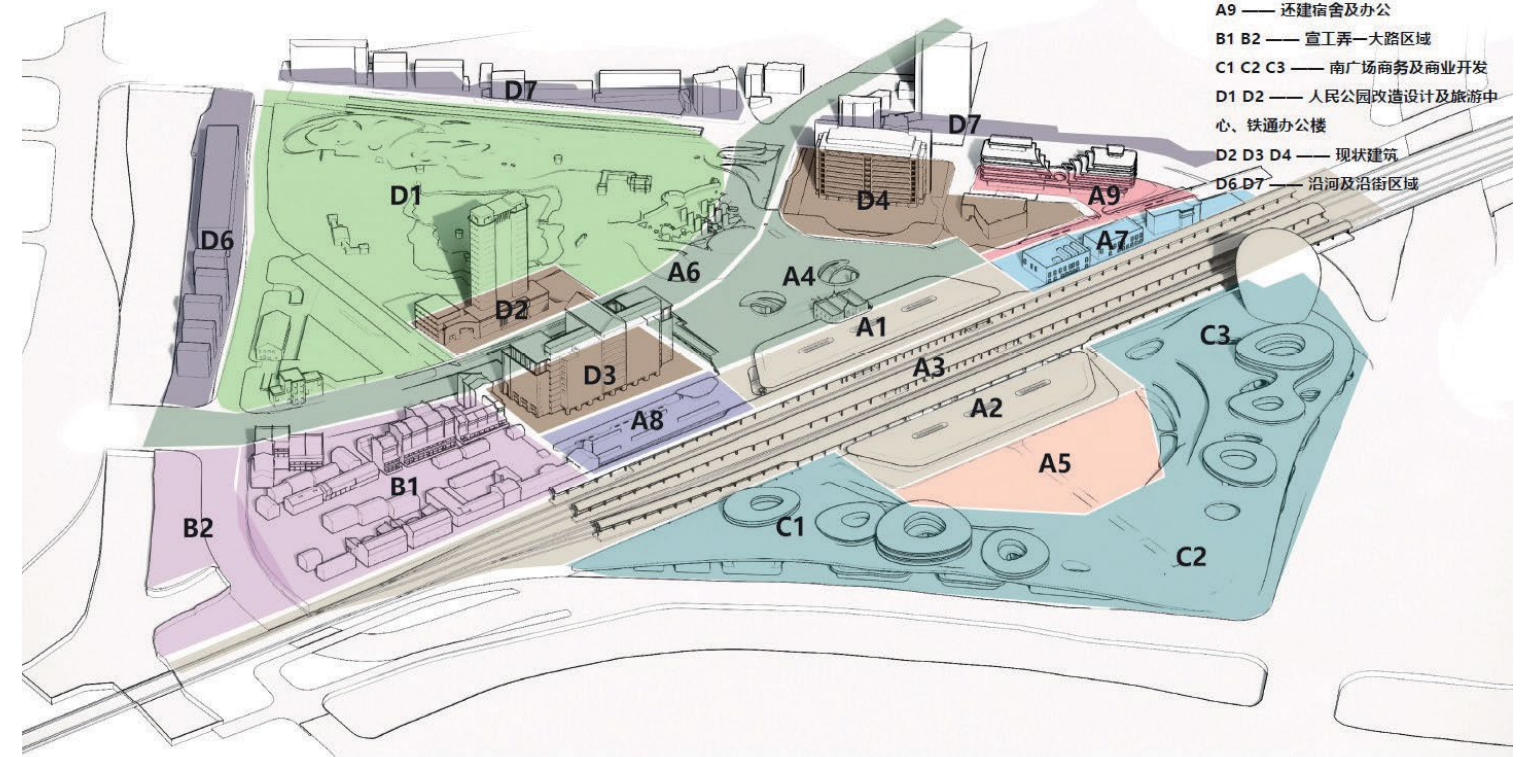 A9 —— 还建宿舍及办公
B1 B2 —— 宣工弄一大路区域
C1 C2 C3 —— 南广场商务及商业开发
D1 D2 —— 人民公园改造设计及旅游中
心、铁通办公楼
D2 D3 D4 —— 现状建筑
D6 D7 —— 沿河及沿街区域
D7
D7
D1
D4
A9
D6
A7
A6
A4
D2
A1
C3
D3
A3
A8
A2
A5
B1
B2
C1
C2